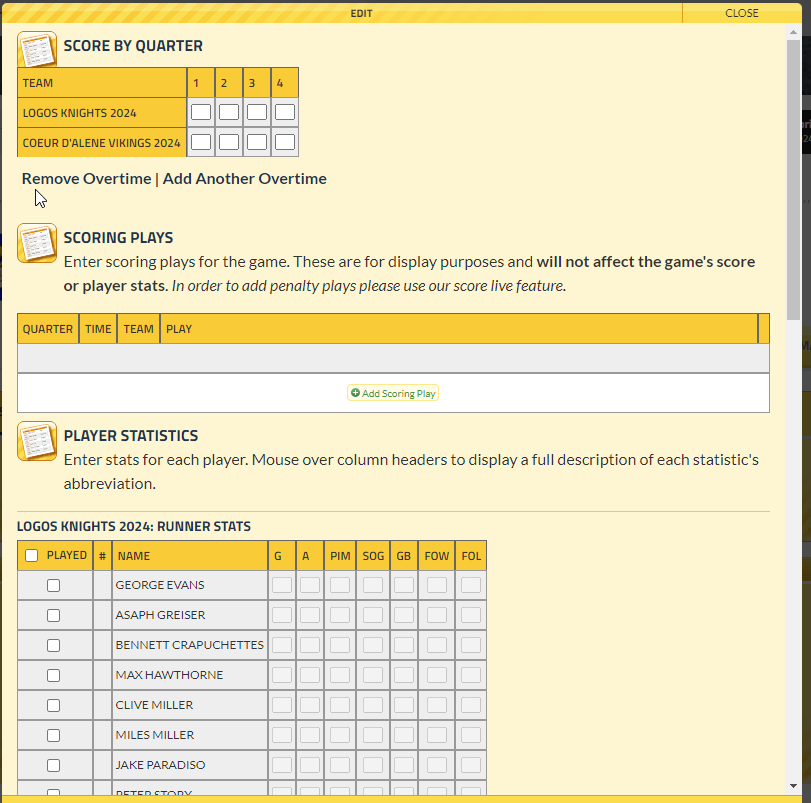 EDIT
CLOSE
SCORE BY QUARTER
TEAM 1 2 3 4
LOGOS KNIGHTS 2024
COEUR D'ALENE VIKINGS 2024
Remove Overtime | Add Another Overtime
SCORING PLAYS
Enter scoring plays for the game. These are for display purposes and will not affect the game's score
or player stats. In order to add penalty plays please use our score live feature.
QUARTER TIME TEAM PLAY
Add Scoring Play
PLAYER STATISTICS
Enter stats for each player. Mouse over column headers to display a full description of each statistic's
abbreviation.
LOGOS KNIGHTS 2024: RUNNER STATS
PLAYED # NAME G A PIM SOG GB FOW FOL
GEORGE EVANS
ASAPH GREISER
BENNETT CRAPUCHETTES
MAX HAWTHORNE
CLIVE MILLER
MILES MILLER
JAKE PARADISO
PETER STORY